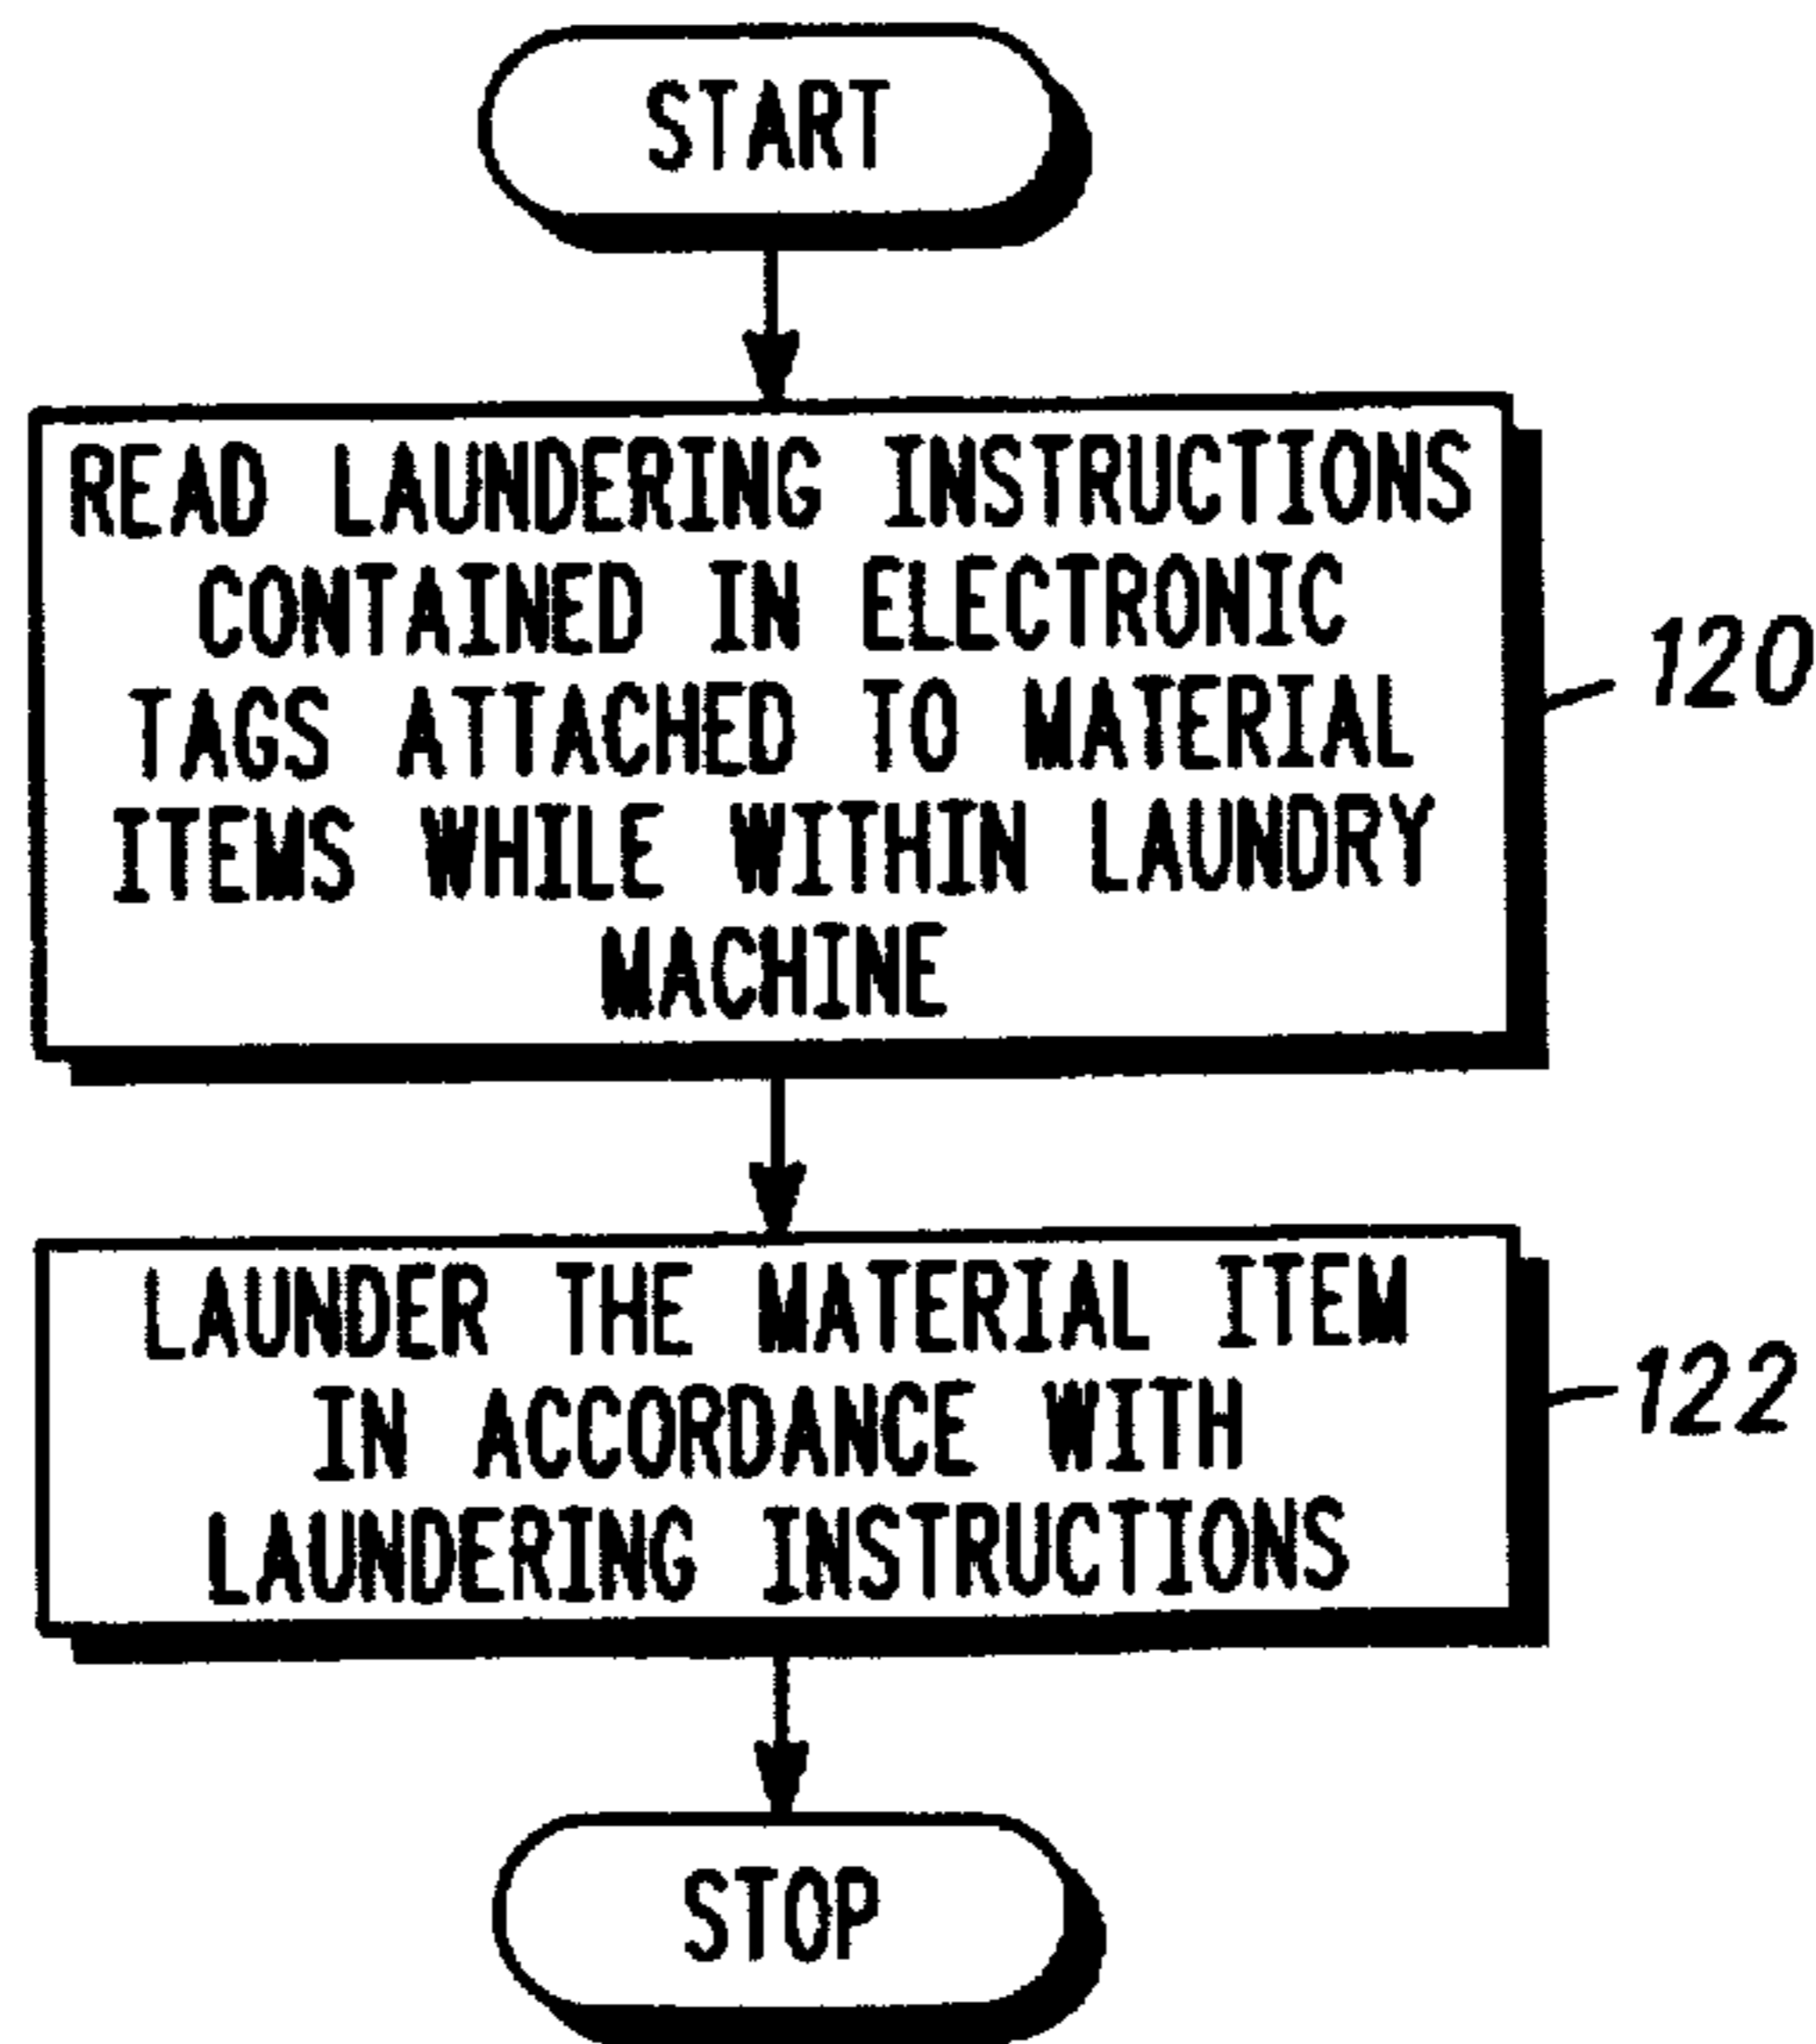 START
READ LAUNDERING INSTRUCTIONS
CONTAINED IN ELECTRONIC
TAGS ATTACHED TO MATERIAL
ITEMS WHILE WITHIN LAUNDRY
MACHINE
120
LAUNDER THE MATERIAL ITEM
IN ACCORDANCE WITH
LAUNDERING INSTRUCTIONS
122
STOP